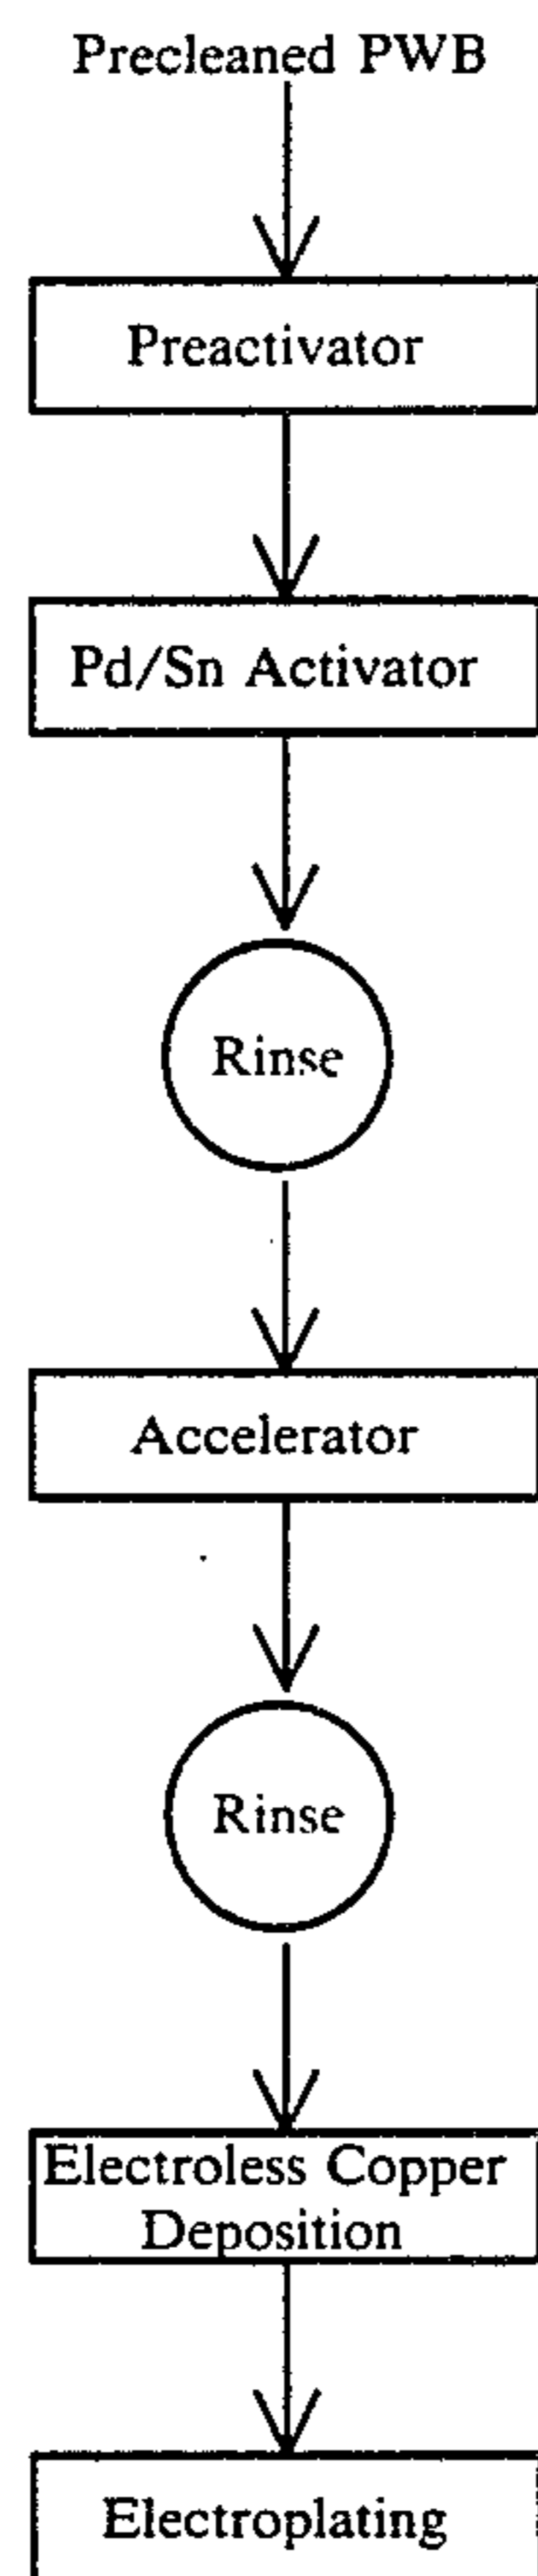 Precleaned PWB
Preactivator
Pd/Sn Activator
Rinse
Accelerator
Rinse
Electroless Copper
Deposition
Electroplating